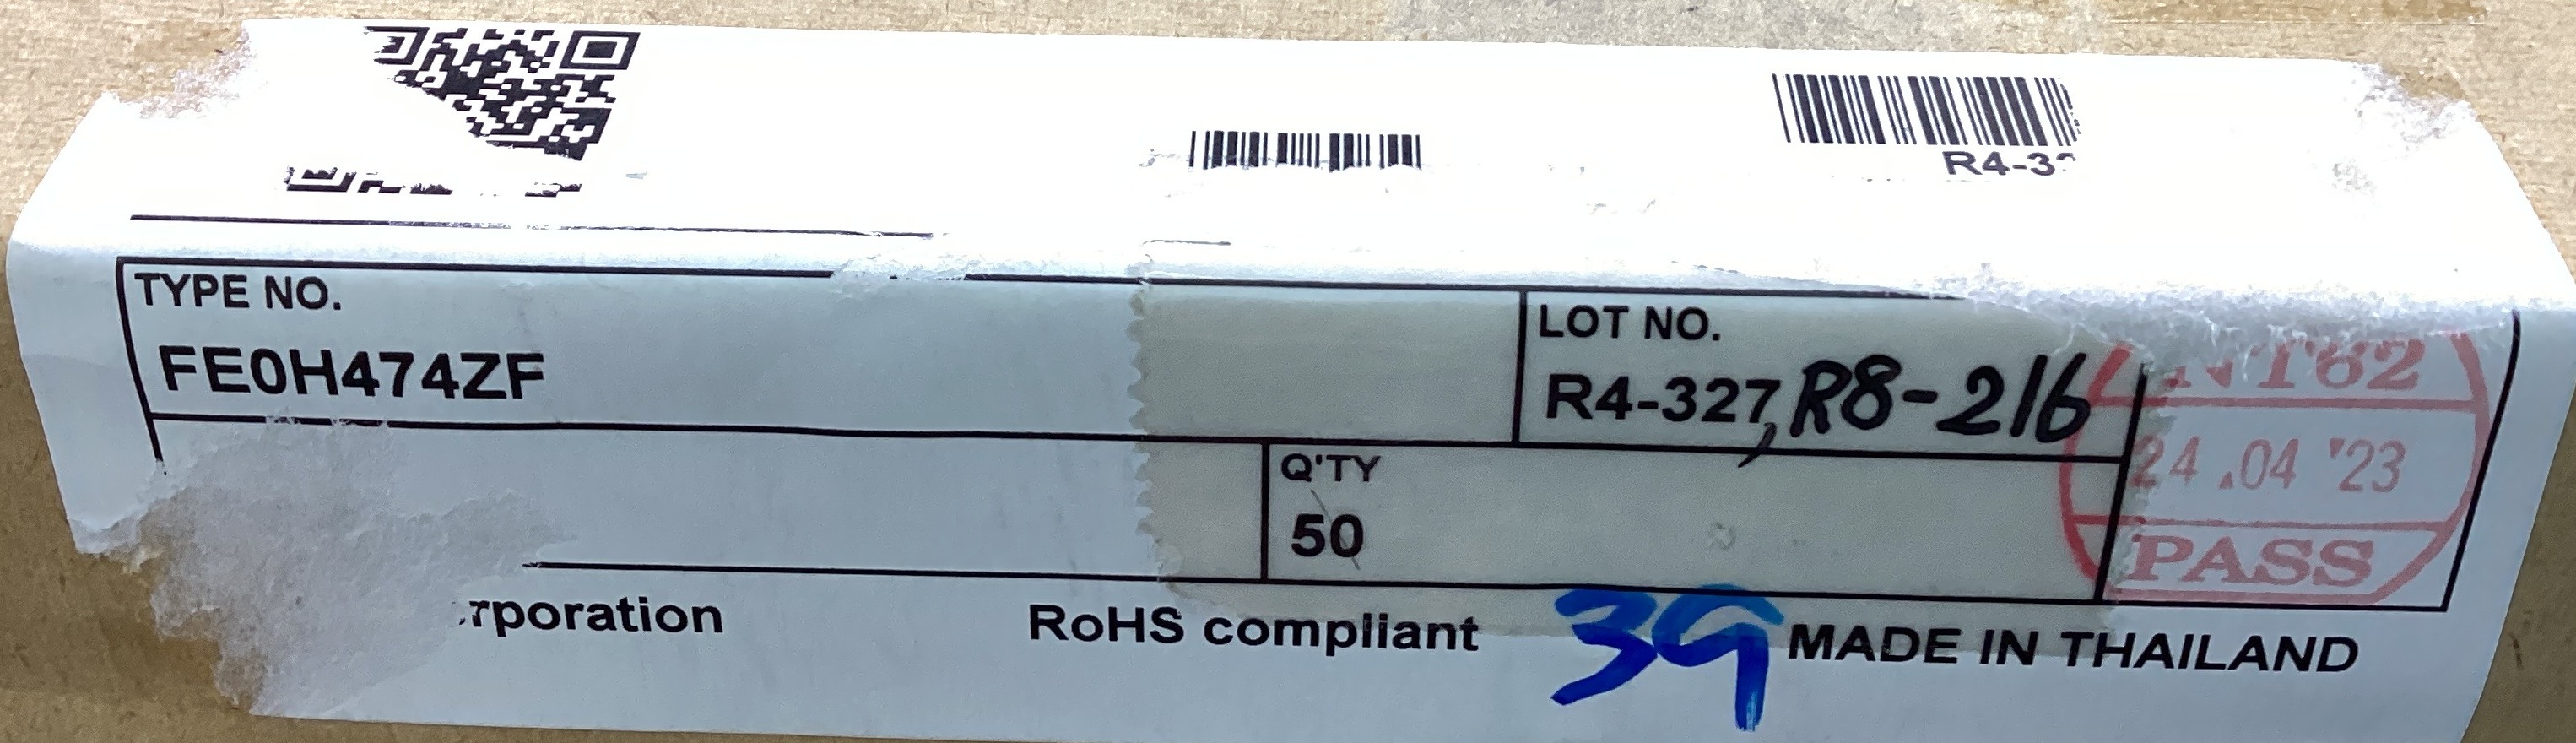 R4-3
TYPE NO.
FE0H474ZF
LOT NO.
R4-327, R8-216
NT62
24.04 '23
PASS
Q'TY
50
rporation
RoHS compliant
39
MADE IN THAILAND